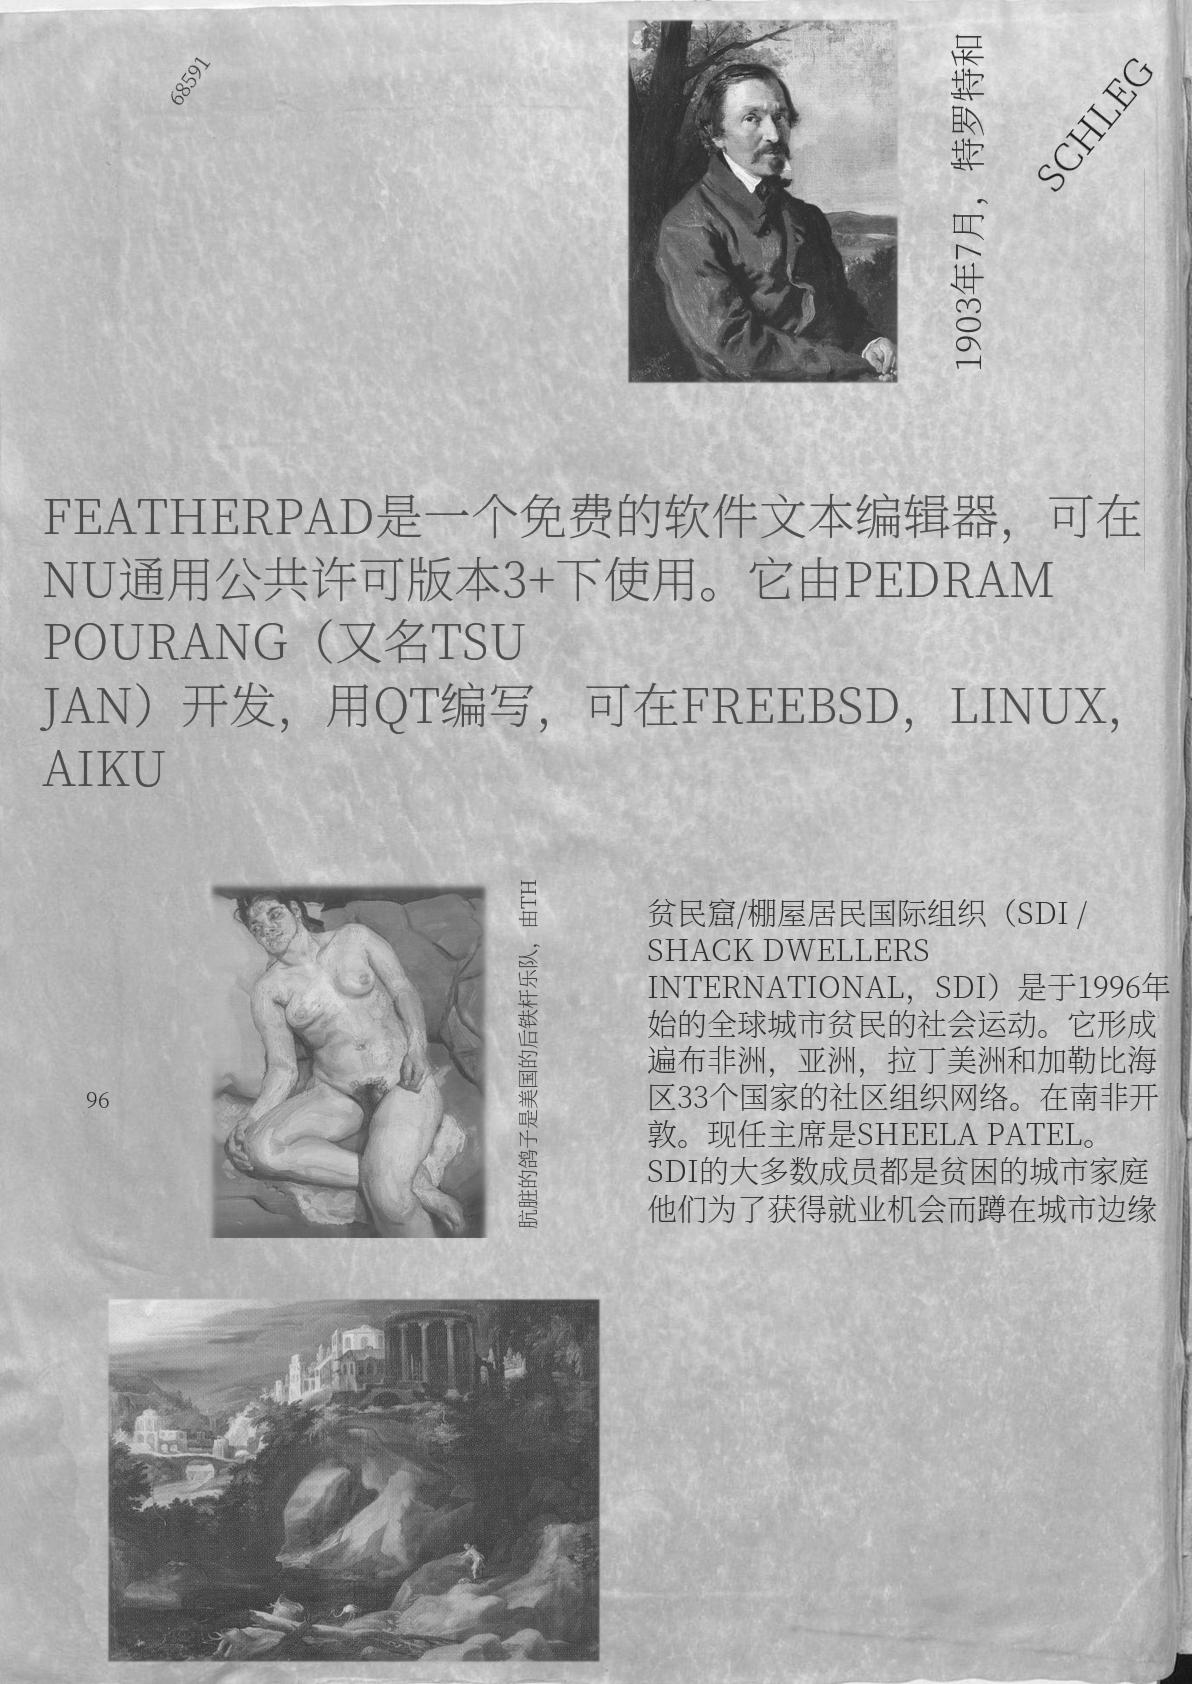 68591
1903年7月，特罗特和
SCHLEG
FEATHERPAD是一个免费的软件文本编辑器，可在
NU通用公共许可版本3+下使用。它由PEDRAM
POURANG（又名TSU
JAN）开发，用QT编写，可在FREEBSD，LINUX，
AIKU
肮脏的鸽子是美国的后铁杆乐队，由TH
96
贫民窟/棚屋居民国际组织（SDI /
SHACK DWELLERS
INTERNATIONAL，SDI）是于1996年
始的全球城市贫民的社会运动。它形成
遍布非洲，亚洲，拉丁美洲和加勒比海
区33个国家的社区组织网络。在南非开
敦。现任主席是SHEELA PATEL。
SDI的大多数成员都是贫困的城市家庭
他们为了获得就业机会而蹲在城市边缘